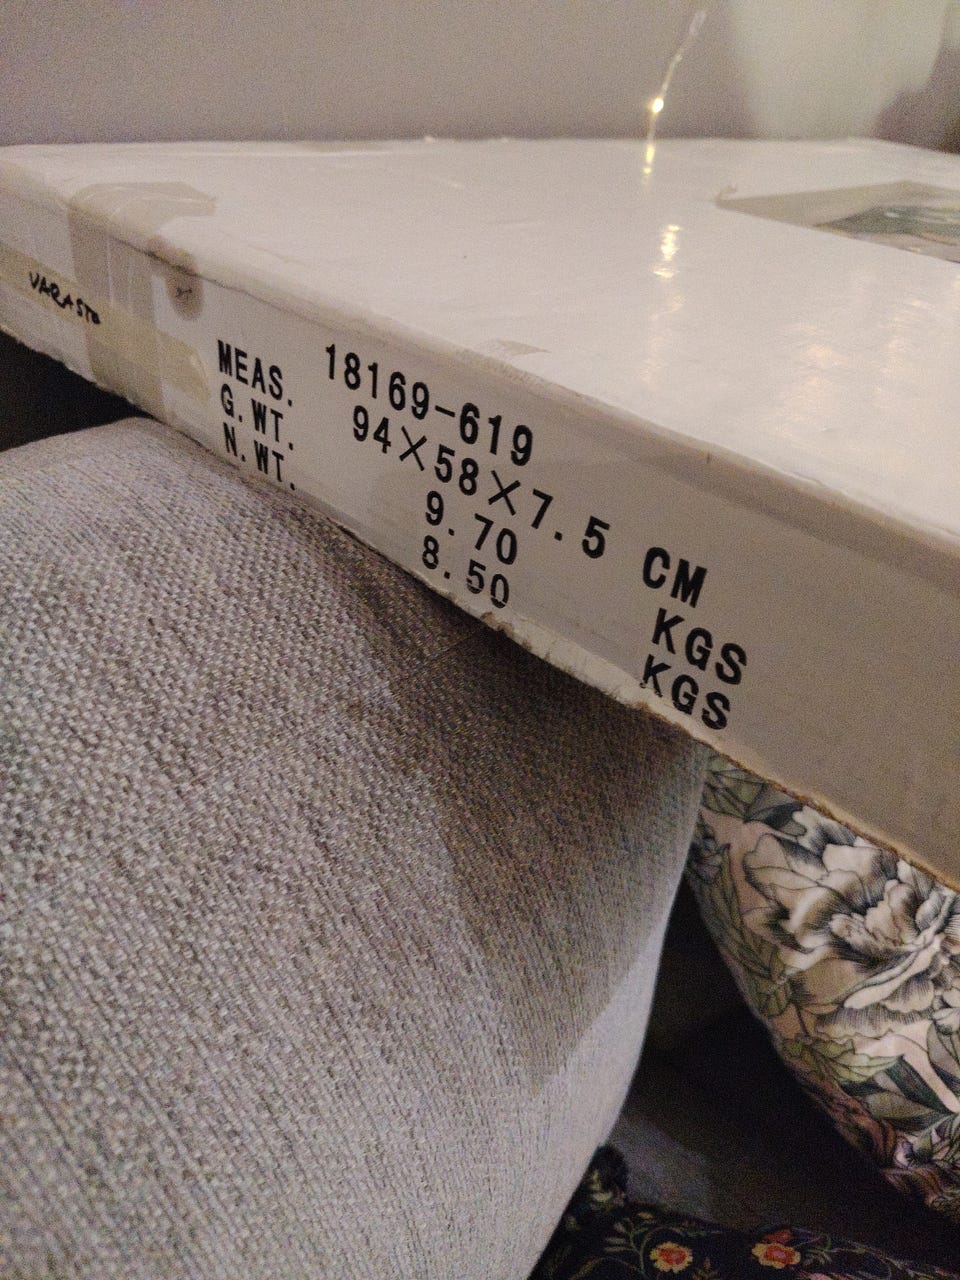 VARASTO
18169-619
MEAS. 94×58×7.5 CM
G.WT. 9.70 KGS
N.WT. 8.50 KGS